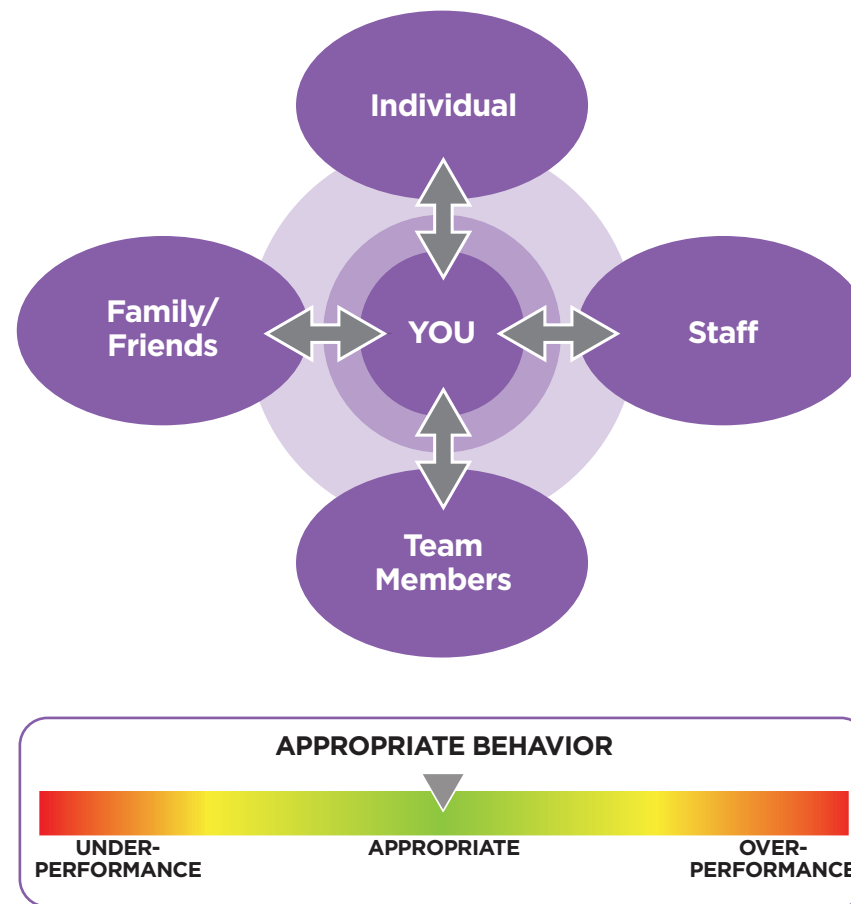 Individual
Family/
Friends
YOU
Staff
Team
Members
APPROPRIATE BEHAVIOR
UNDER-
PERFORMANCE
APPROPRIATE
OVER-
PERFORMANCE